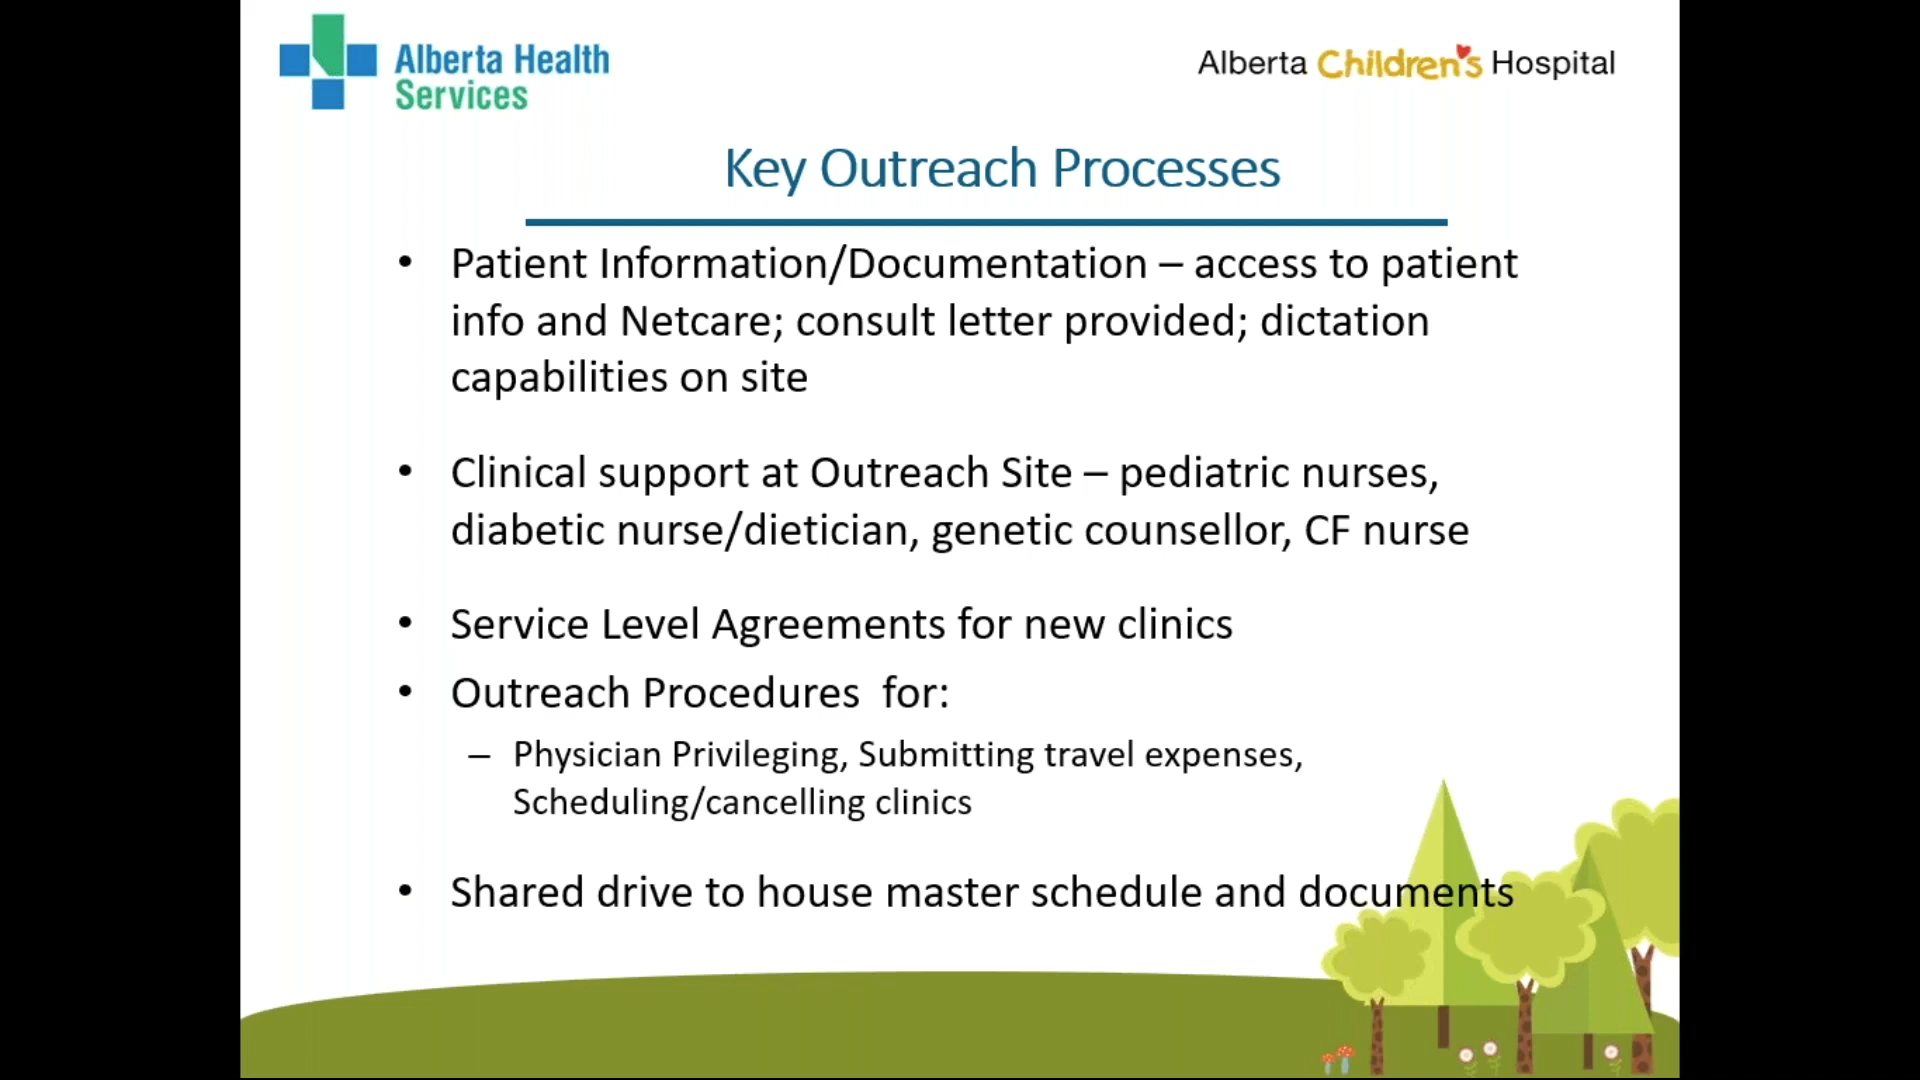 Alberta Health
Services
Alberta Children's Hospital
Key Outreach Processes
• Patient Information/Documentation – access to patient
info and Netcare; consult letter provided; dictation
capabilities on site
• Clinical support at Outreach Site – pediatric nurses,
diabetic nurse/dietician, genetic counsellor, CF nurse
• Service Level Agreements for new clinics
• Outreach Procedures  for:
– Physician Privileging, Submitting travel expenses,
Scheduling/cancelling clinics
• Shared drive to house master schedule and documents